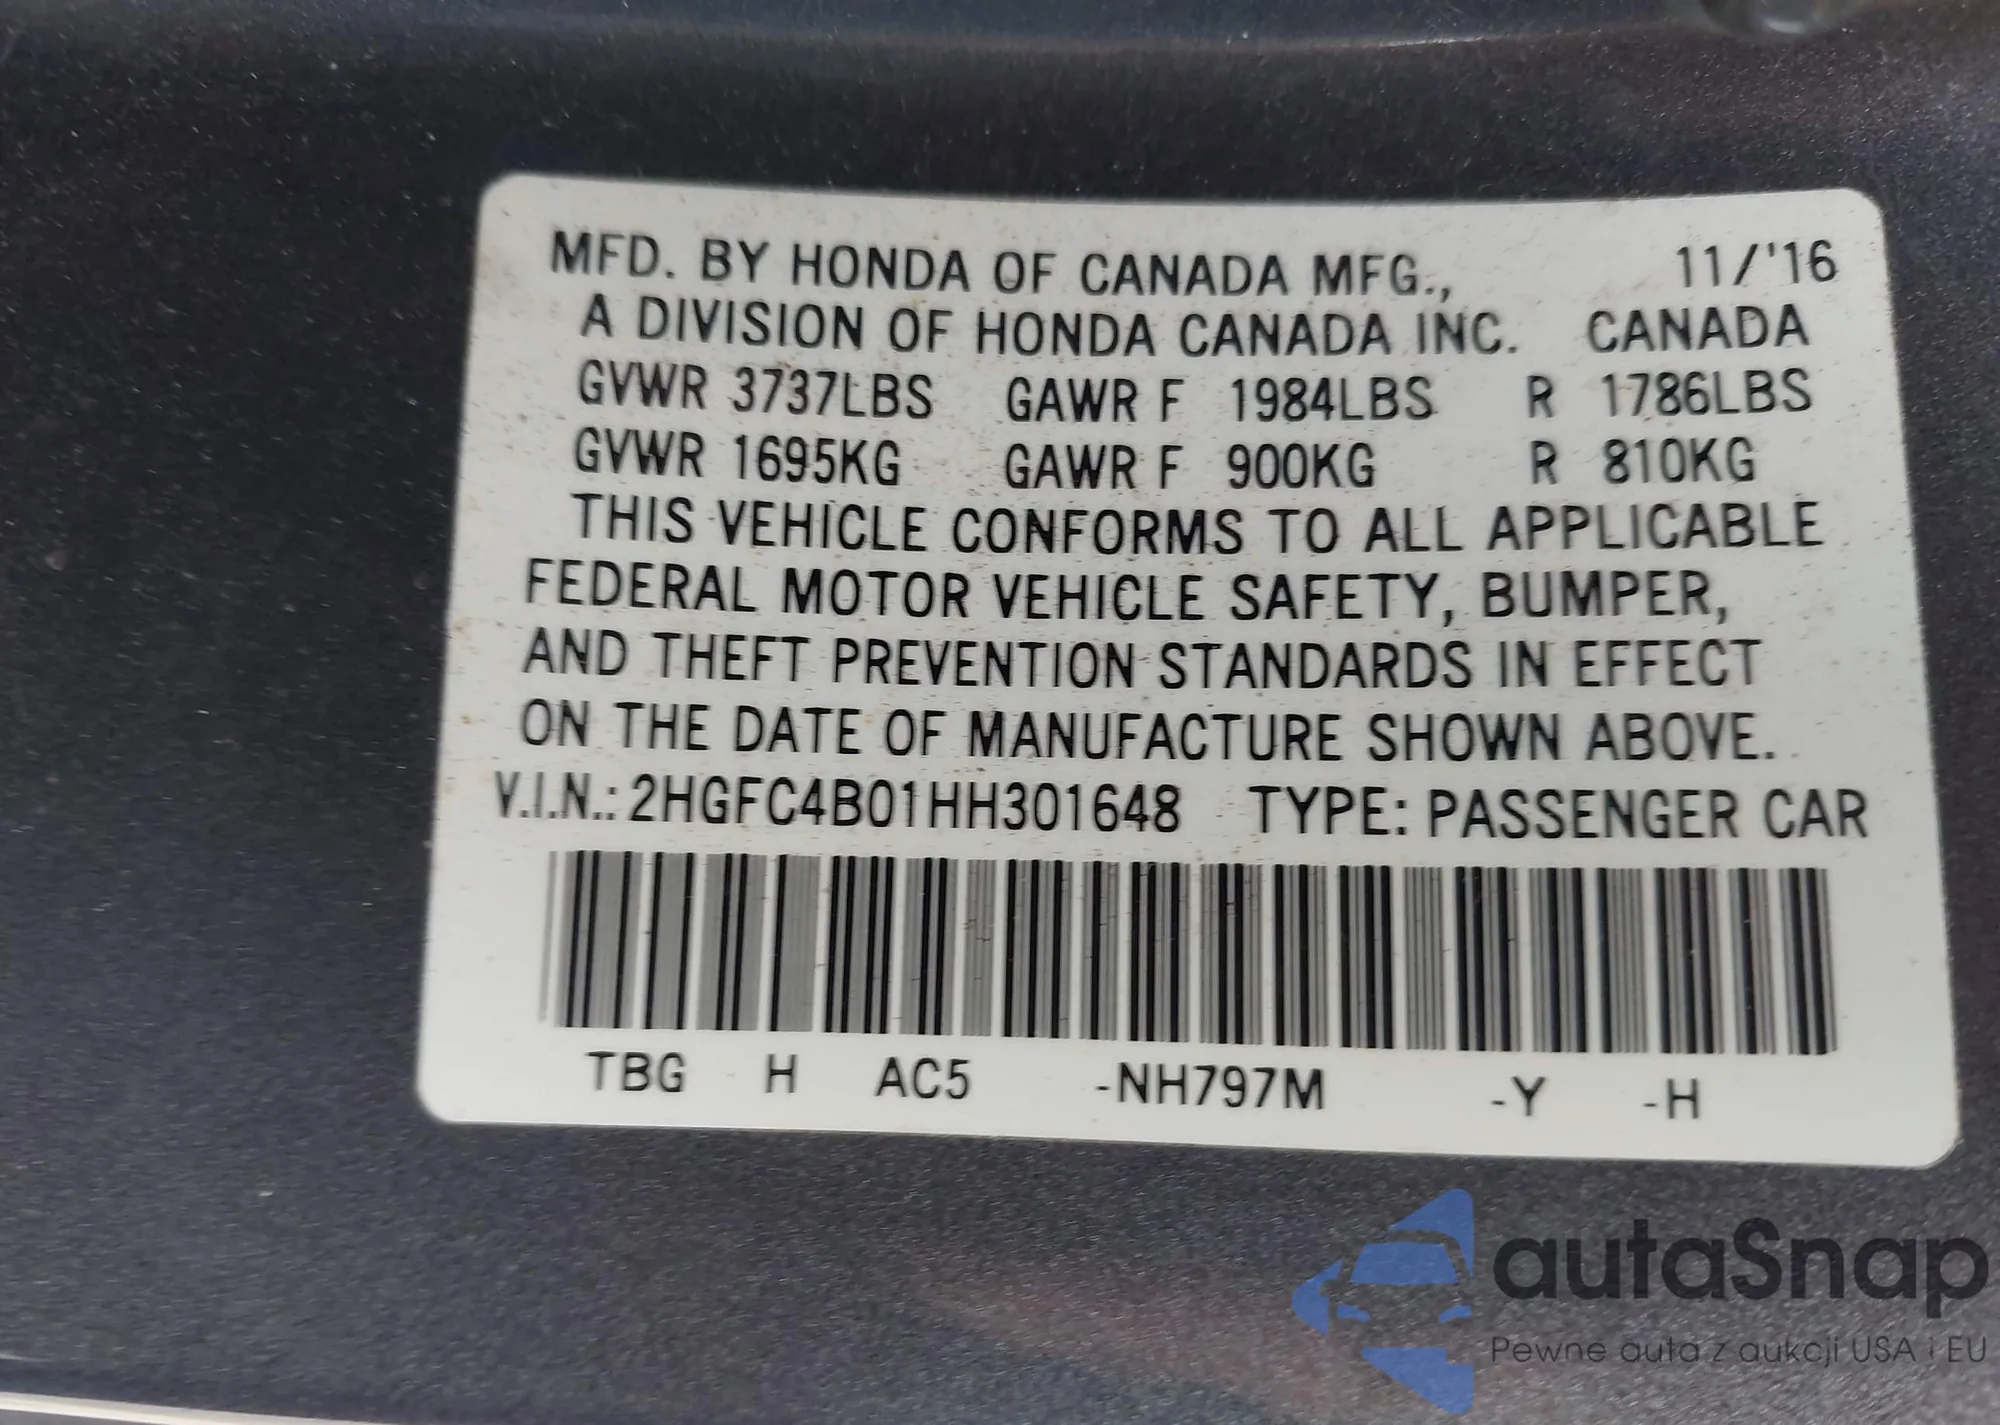 MFD. BY HONDA OF CANADA MFG., 11/'16
A DIVISION OF HONDA CANADA INC. CANADA
GVWR 3737LBS GAWR F 1984LBS R 1786LBS
GVWR 1695KG GAWR F 900KG R 810KG
THIS VEHICLE CONFORMS TO ALL APPLICABLE
FEDERAL MOTOR VEHICLE SAFETY, BUMPER,
AND THEFT PREVENTION STANDARDS IN EFFECT
ON THE DATE OF MANUFACTURE SHOWN ABOVE.
V.I.N.: 2HGFC4B01HH301648 TYPE: PASSENGER CAR
TBG H AC5 -NH797M -Y -H
autaSnap
Pewne auta z aukcji USA i EU